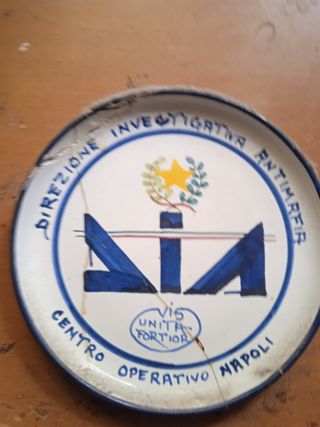 DIREZIONE INVESTIGATIVA ANTIMAFIA
DIA
VIS
UNITA
FORTIOR
CENTRO OPERATIVO NAPOLI